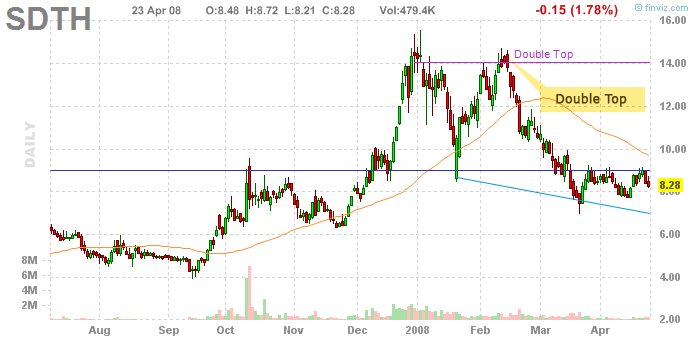 SDTH 23 Apr 08 O:8.48 H:8.72 L:8.21 C:8.28 Vol:479.4K -0.15 (1.78%)
© finviz.com
16.00
Double Top
14.00
Double Top
12.00
DAILY
10.00
8.28
6.00
8M
6M
4.00
4M
2M
2.00
Aug Sep Oct Nov Dec 2008 Feb Mar Apr